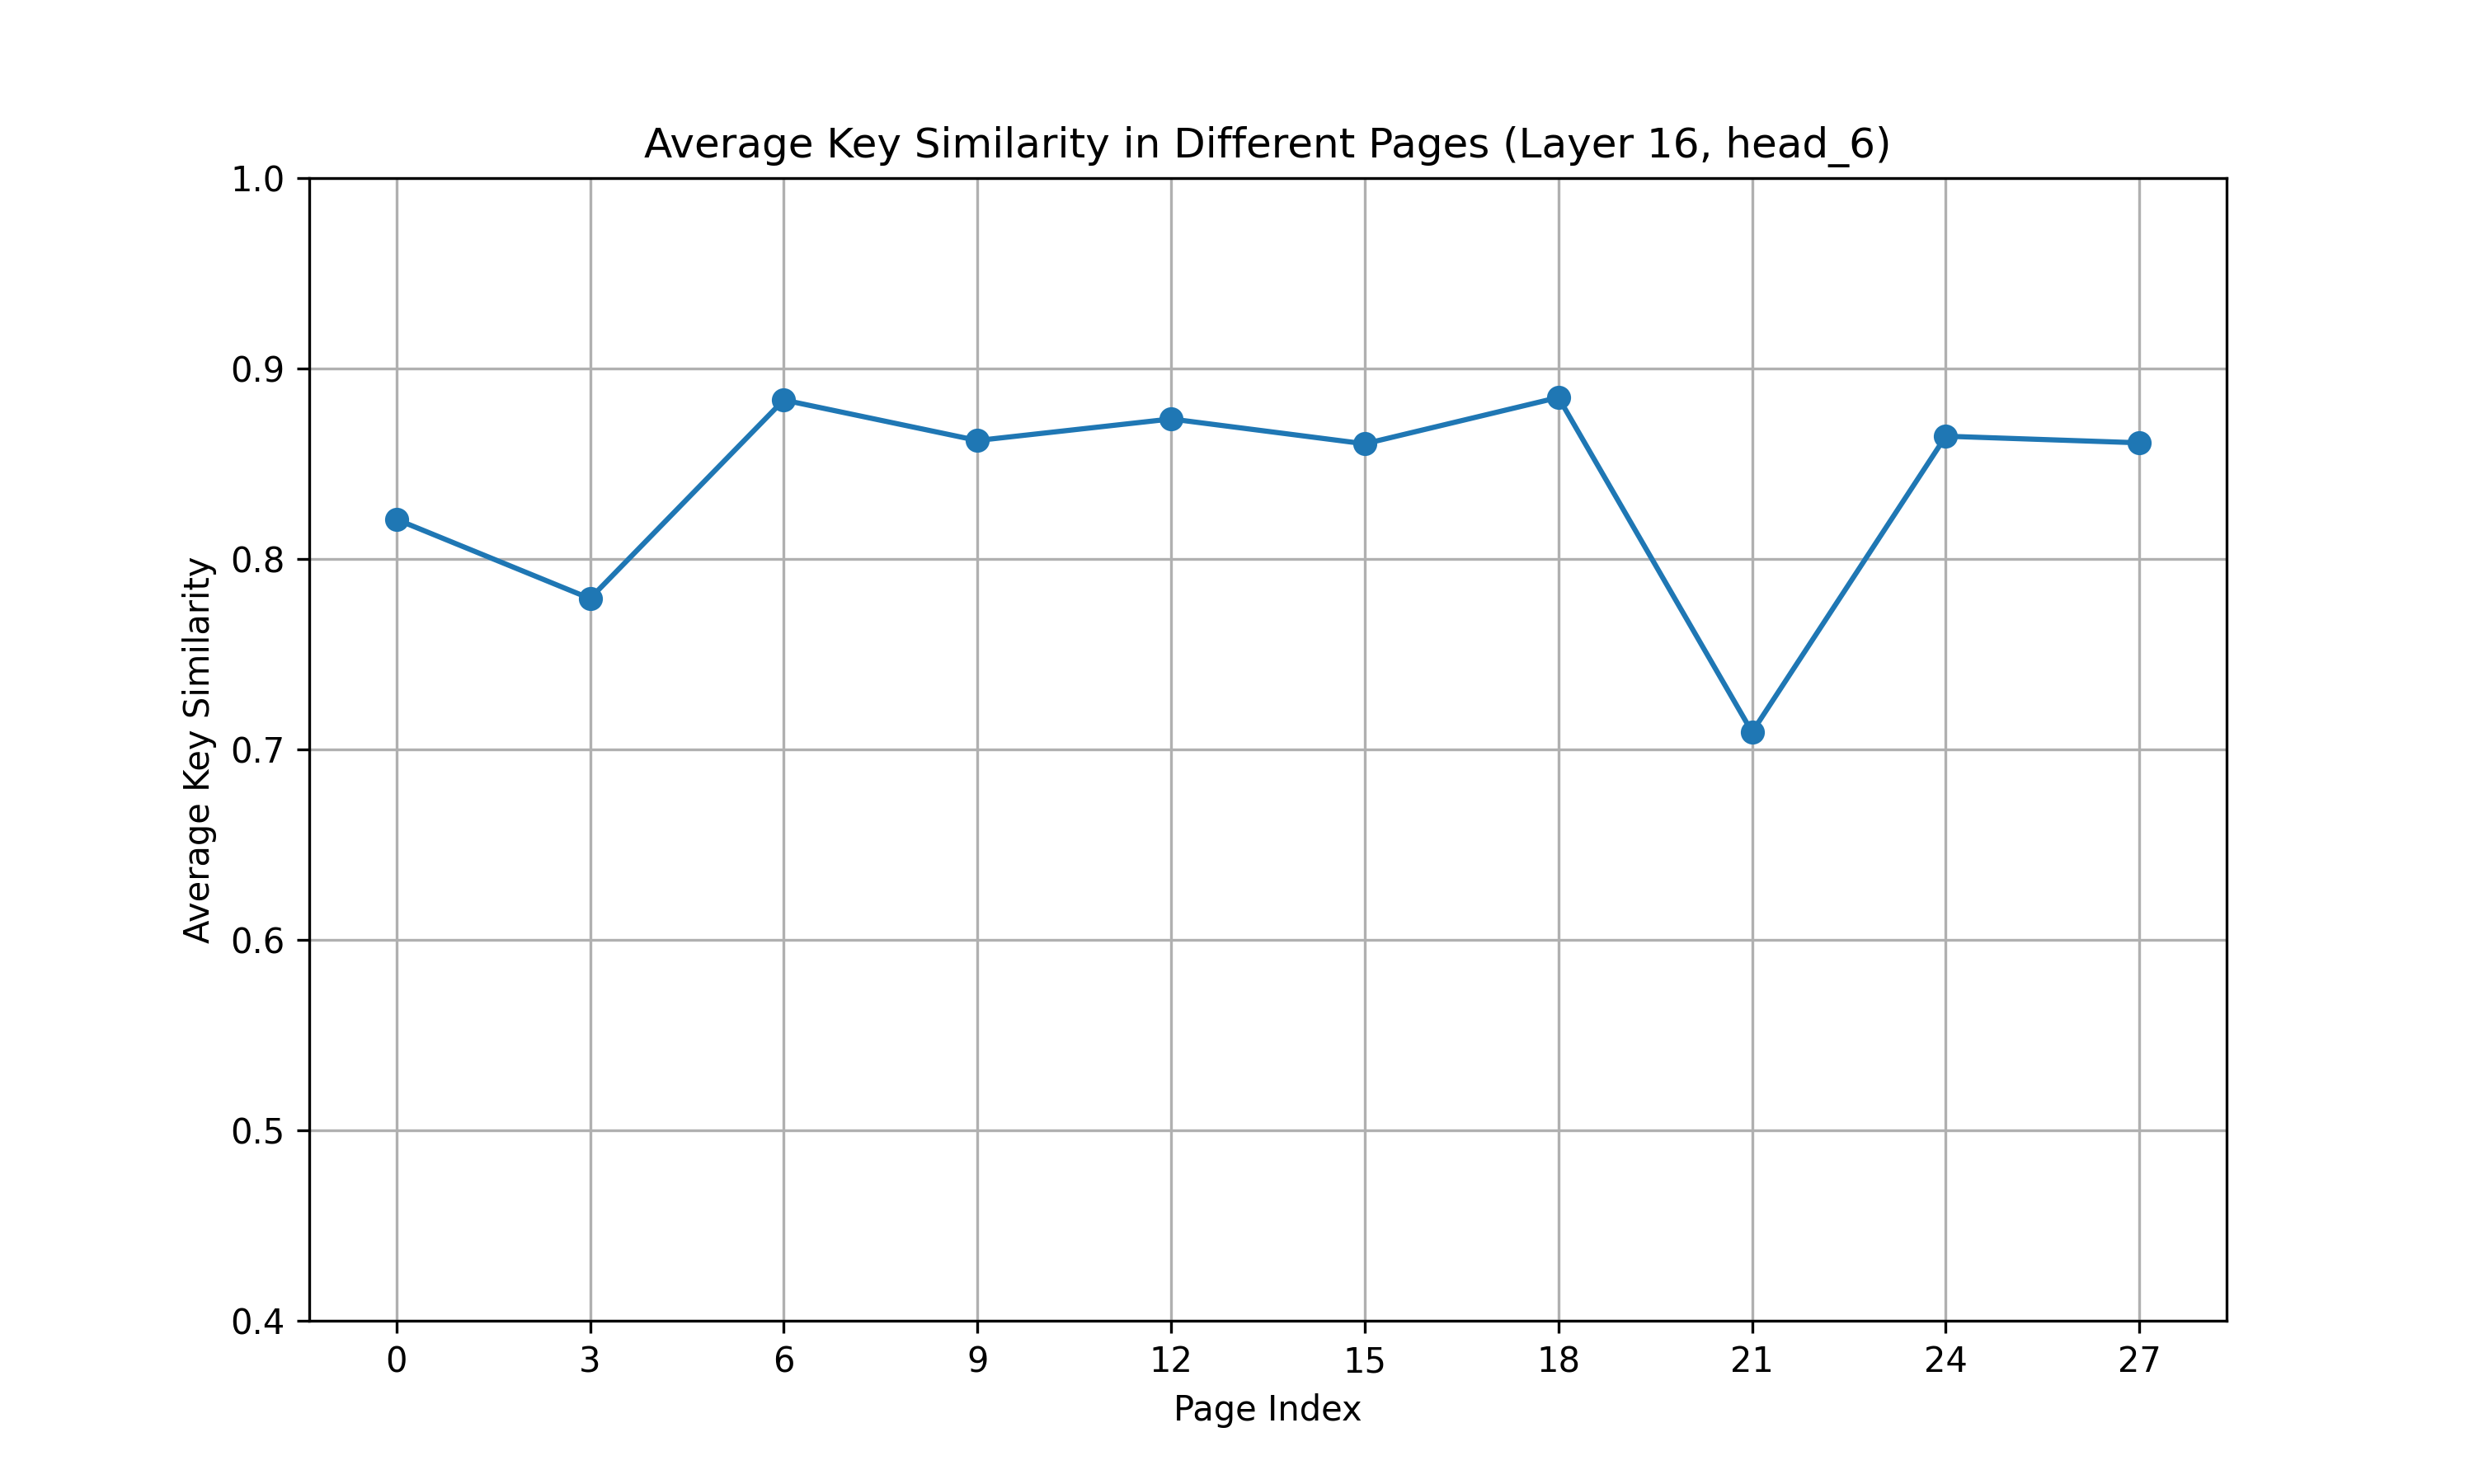 Average Key Similarity in Different Pages (Layer 16, head_6)
1.0
0.9
0.8
0.7
0.6
0.5
0.4
Average Key Similarity
0 3 6 9 12 15 18 21 24 27
Page Index